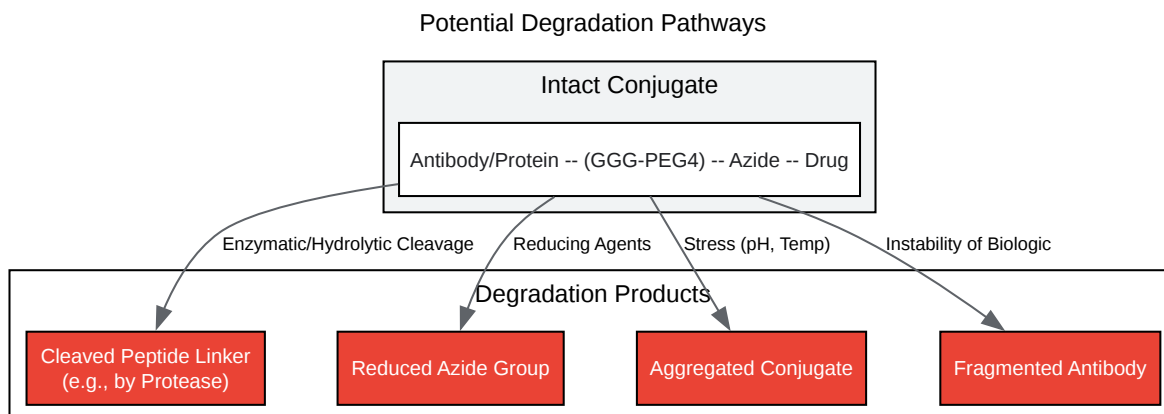 Potential Degradation Pathways
Intact Conjugate
Antibody/Protein -- (GGG-PEG4) -- Azide -- Drug
Enzymatic/Hydrolytic Cleavage
Reducing Agents
Stress (pH, Temp)
Instability of Biologic
Degradation Products
Cleaved Peptide Linker
(e.g., by Protease)
Reduced Azide Group
Aggregated Conjugate
Fragmented Antibody